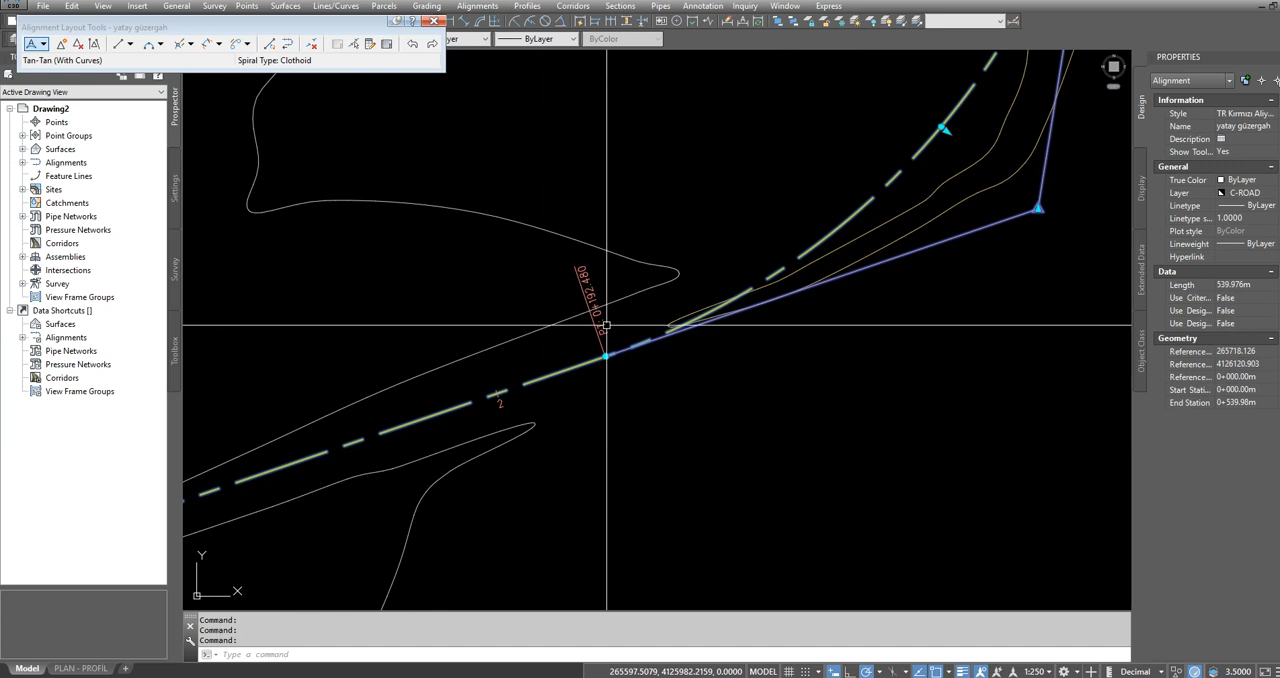 C3D
File
Edit
View
Insert
General
Survey
Points
Surfaces
Lines/Curves
Parcels
Grading
Alignments
Profiles
Corridors
Sections
Pipes
Annotation
Inquiry
Window
Express
Alignment Layout Tools - yatay güzergah
Tan-Tan (With Curves)
Spiral Type: Clothoid
ByLayer
ByColor
Active Drawing View
Drawing2
Points
Point Groups
Surfaces
Alignments
Feature Lines
Sites
Catchments
Pipe Networks
Pressure Networks
Corridors
Assemblies
Intersections
Survey
View Frame Groups
Data Shortcuts []
Surfaces
Alignments
Pipe Networks
Pressure Networks
Corridors
View Frame Groups
Prospector
Settings
Survey
Toolbox
PT: 0+192.480
2
Y
X
Command:
Command:
Command:
Type a command
Model
PLAN - PROFIL
265597.5079, 4125982.2159, 0.0000
MODEL
1:250
Decimal
3.5000
PROPERTIES
Alignment
Design
Display
Extended Data
Object Class
Information
Style TR Kırmızı Aliy...
Name yatay güzergah
Description
Show Tool... Yes
General
True Color ByLayer
Layer C-ROAD
Linetype ByLayer
Linetype s... 1.0000
Plot style ByColor
Lineweight ByLayer
Hyperlink
Data
Length 539.976m
Use Criter... False
Use Desig... False
Use Desig... False
Geometry
Reference... 265718.126
Reference... 4126120.903
Reference... 0+000.00m
Start Station 0+000.00m
End Station 0+539.98m